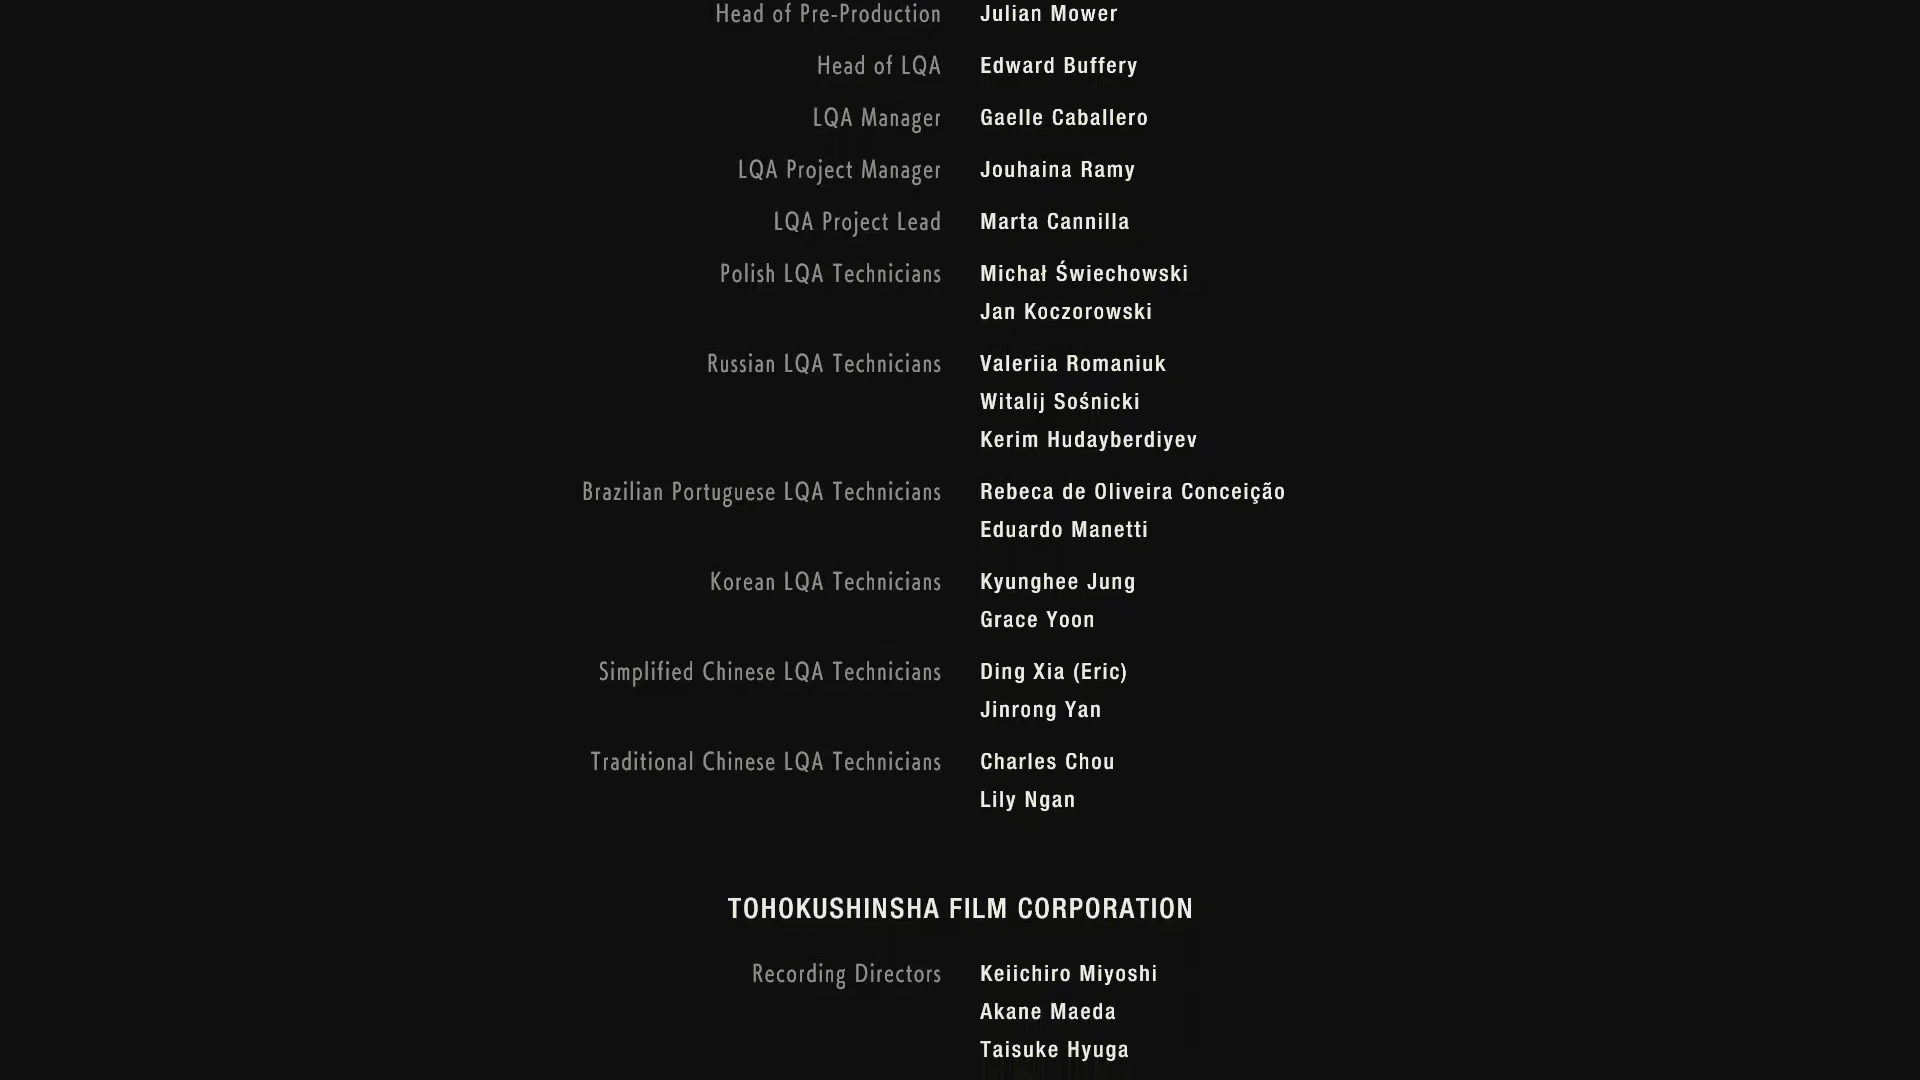 Head of Pre-Production Julian Mower
Head of LQA Edward Buffery
LQA Manager Gaelle Caballero
LQA Project Manager Jouhaina Ramy
LQA Project Lead Marta Cannilla
Polish LQA Technicians Michał Świechowski
Jan Koczorowski
Russian LQA Technicians Valeriia Romaniuk
Witalij Sośnicki
Kerim Hudayberdiyev
Brazilian Portuguese LQA Technicians Rebeca de Oliveira Conceição
Eduardo Manetti
Korean LQA Technicians Kyunghee Jung
Grace Yoon
Simplified Chinese LQA Technicians Ding Xia (Eric)
Jinrong Yan
Traditional Chinese LQA Technicians Charles Chou
Lily Ngan
TOHOKUSHINSHA FILM CORPORATION
Recording Directors Keiichiro Miyoshi
Akane Maeda
Taisuke Hyuga